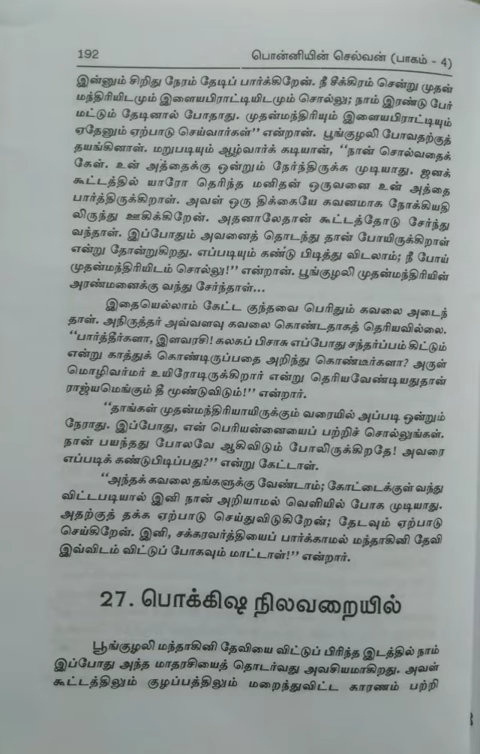 192
பொன்னியின் செல்வன் (பாகம் - 4)
இன்னும் சிறிது நேரம் தேடிப் பார்க்கிறேன். நீ சீக்கிரம் சென்று முதன்
மந்திரியிடமும் இளையபிராட்டியிடமும் சொல்லு; நாம் இரண்டு பேர்
மட்டும் தேடினால் போதாது. முதன்மந்திரியும் இளையபிராட்டியும்
ஏதேனும் ஏற்பாடு செய்வார்கள்" என்றான். பூங்குழலி போவதற்குத்
தயங்கினாள். மறுபடியும் ஆழ்வார்க் கடியான், "நான் சொல்வதைக்
கேள். உன் அத்தைக்கு ஒன்றும் நேர்ந்திருக்க முடியாது. ஜனக்
கூட்டத்தில் யாரோ தெரிந்த மனிதன் ஒருவனை உன் அத்தை
பார்த்திருக்கிறாள். அவள் ஒரு திக்கையே கவனமாக நோக்கியதி
லிருந்து ஊகிக்கிறேன். அதனாலேதான் கூட்டத்தோடு சேர்ந்து
வந்தாள். இப்போதும் அவனைத் தொடந்து தான் போயிருக்கிறாள்
என்று தோன்றுகிறது. எப்படியும் கண்டு பிடித்து விடலாம்; நீ போய்
முதன்மந்திரியிடம் சொல்லு!" என்றான். பூங்குழலி முதன்மந்திரியின்
அரண்மனைக்கு வந்து சேர்ந்தாள்...
இதையெல்லாம் கேட்ட குந்தவை பெரிதும் கவலை அடைந்
தாள். அநிருத்தர் அவ்வளவு கவலை கொண்டதாகத் தெரியவில்லை.
"பார்த்தீர்களா, இளவரசி! கலகப் பிசாசு எப்போது சந்தர்ப்பம் கிட்டும்
என்று காத்துக் கொண்டிருப்பதை அறிந்து கொண்டீர்களா? அருள்
மொழிவர்மர் உயிரோடிருக்கிறார் என்று தெரியவேண்டியதுதான்
ராஜ்யமெங்கும் தீ மூண்டுவிடும்!" என்றார்.
"தாங்கள் முதன்மந்திரியாயிருக்கும் வரையில் அப்படி ஒன்றும்
நேராது. இப்போது, என் பெரியன்னையைப் பற்றிச் சொல்லுங்கள்.
நான் பயந்தது போலவே ஆகிவிடும் போலிருக்கிறதே! அவரை
எப்படிக் கண்டுபிடிப்பது?" என்று கேட்டாள்.
"அந்தக் கவலை தங்களுக்கு வேண்டாம்; கோட்டைக்குள் வந்து
விட்டபடியால் இனி நான் அறியாமல் வெளியில் போக முடியாது.
அதற்குத் தக்க ஏற்பாடு செய்துவிடுகிறேன்; தேடவும் ஏற்பாடு
செய்கிறேன். இனி, சக்கரவர்த்தியைப் பார்க்காமல் மந்தாகினி தேவி
இவ்விடம் விட்டுப் போகவும் மாட்டாள்!" என்றார்.
27. பொக்கிஷ நிலவறையில்
பூங்குழலி மந்தாகினி தேவியை விட்டுப் பிரிந்த இடத்தில் நாம்
இப்போது அந்த மாதரசியைத் தொடர்வது அவசியமாகிறது. அவள்
கூட்டத்திலும் குழப்பத்திலும் மறைந்துவிட்ட காரணம் பற்றி